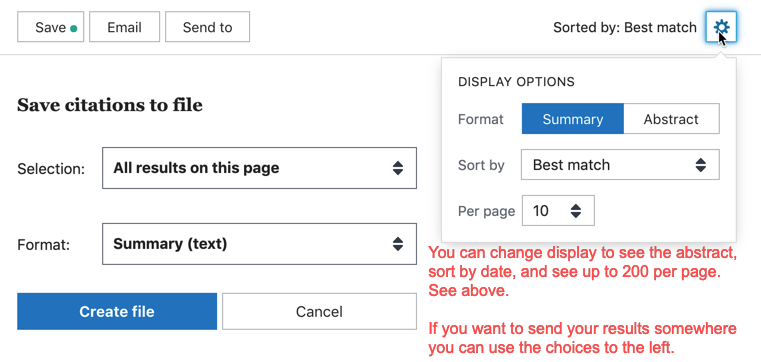 Save Email Send to Sorted by: Best match
DISPLAY OPTIONS
Save citations to file
Format Summary Abstract
Selection: All results on this page
Sort by Best match
Per page 10
Format: Summary (text)
You can change display to see the abstract,
sort by date, and see up to 200 per page.
See above.
Create file Cancel
If you want to send your results somewhere
you can use the choices to the left.